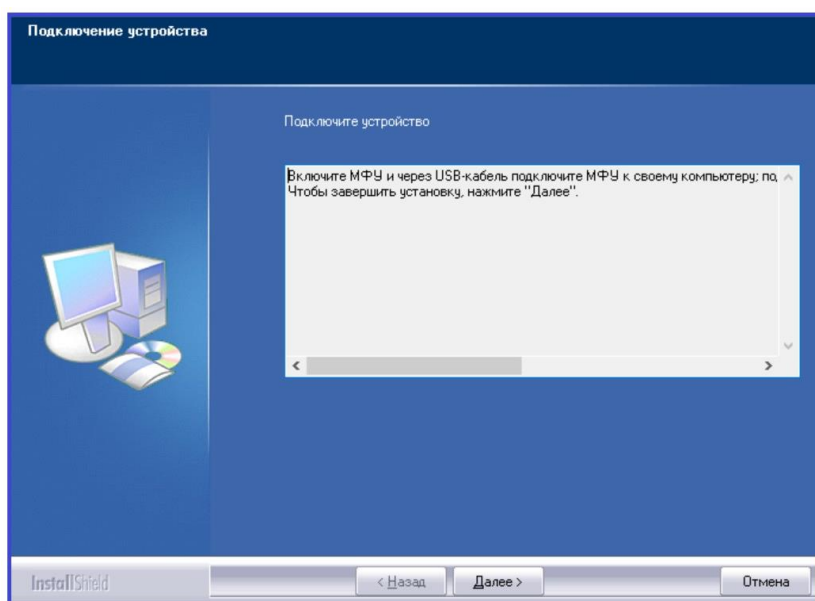 Подключение устройства
Подключите устройство
Включите МФУ и через USB-кабель подключите МФУ к своему компьютеру; по
Чтобы завершить установку, нажмите "Далее".
InstallShield
< Назад
Далее >
Отмена